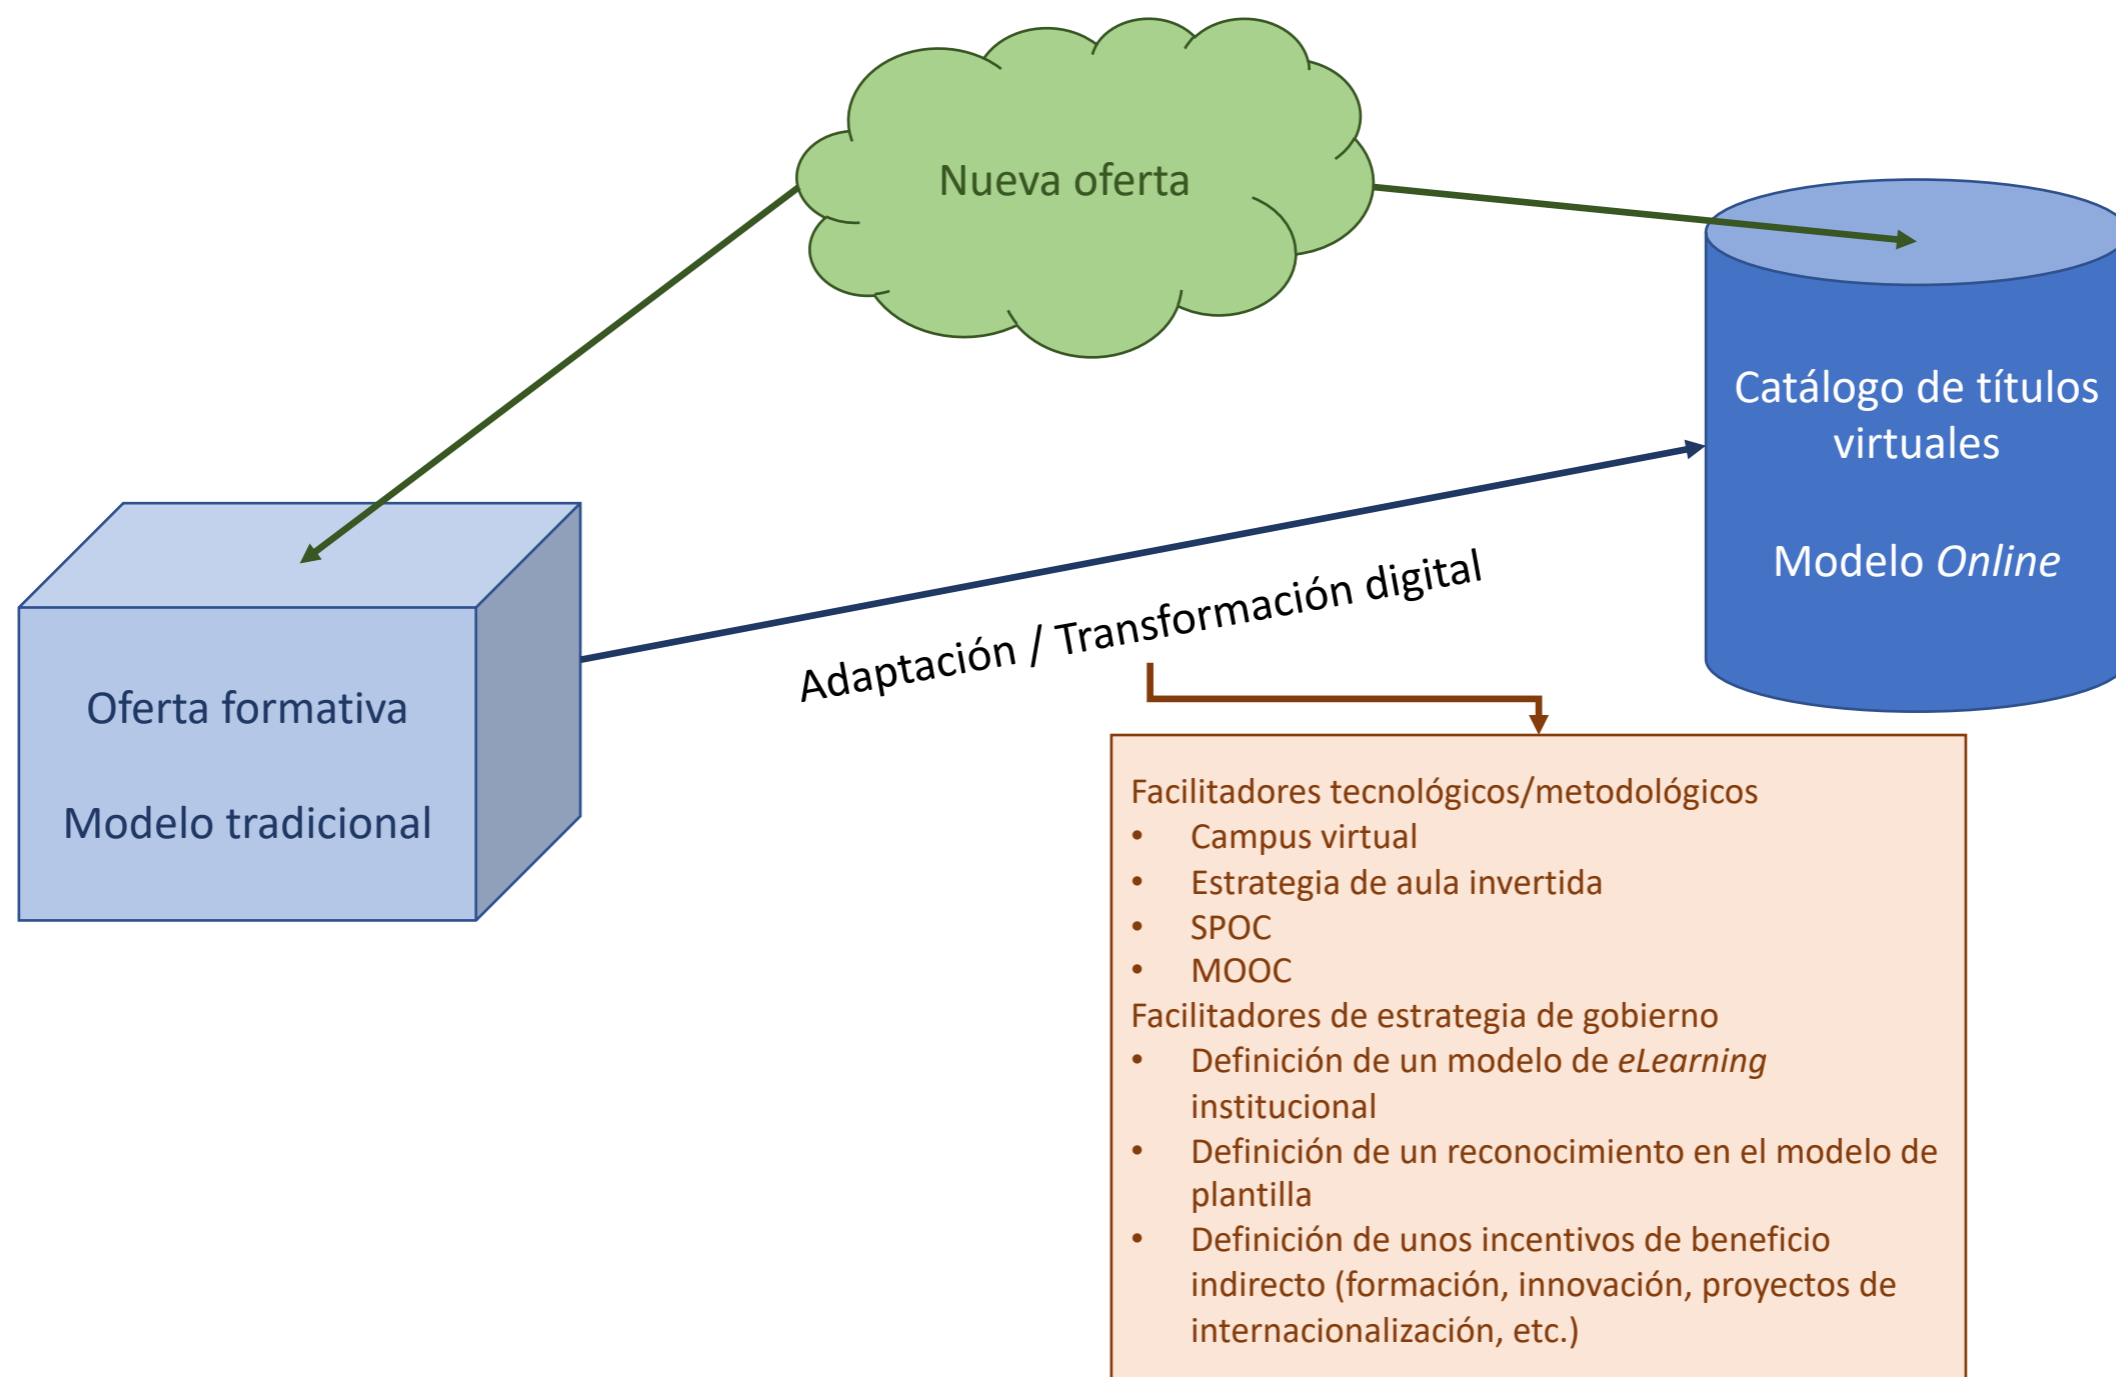 Nueva oferta
Catálogo de títulos
virtuales
Modelo Online
Adaptación / Transformación digital
Oferta formativa
Modelo tradicional
Facilitadores tecnológicos/metodológicos
• Campus virtual
• Estrategia de aula invertida
• SPOC
• MOOC
Facilitadores de estrategia de gobierno
• Definición de un modelo de eLearning
institucional
• Definición de un reconocimiento en el modelo de
plantilla
• Definición de unos incentivos de beneficio
indirecto (formación, innovación, proyectos de
internacionalización, etc.)